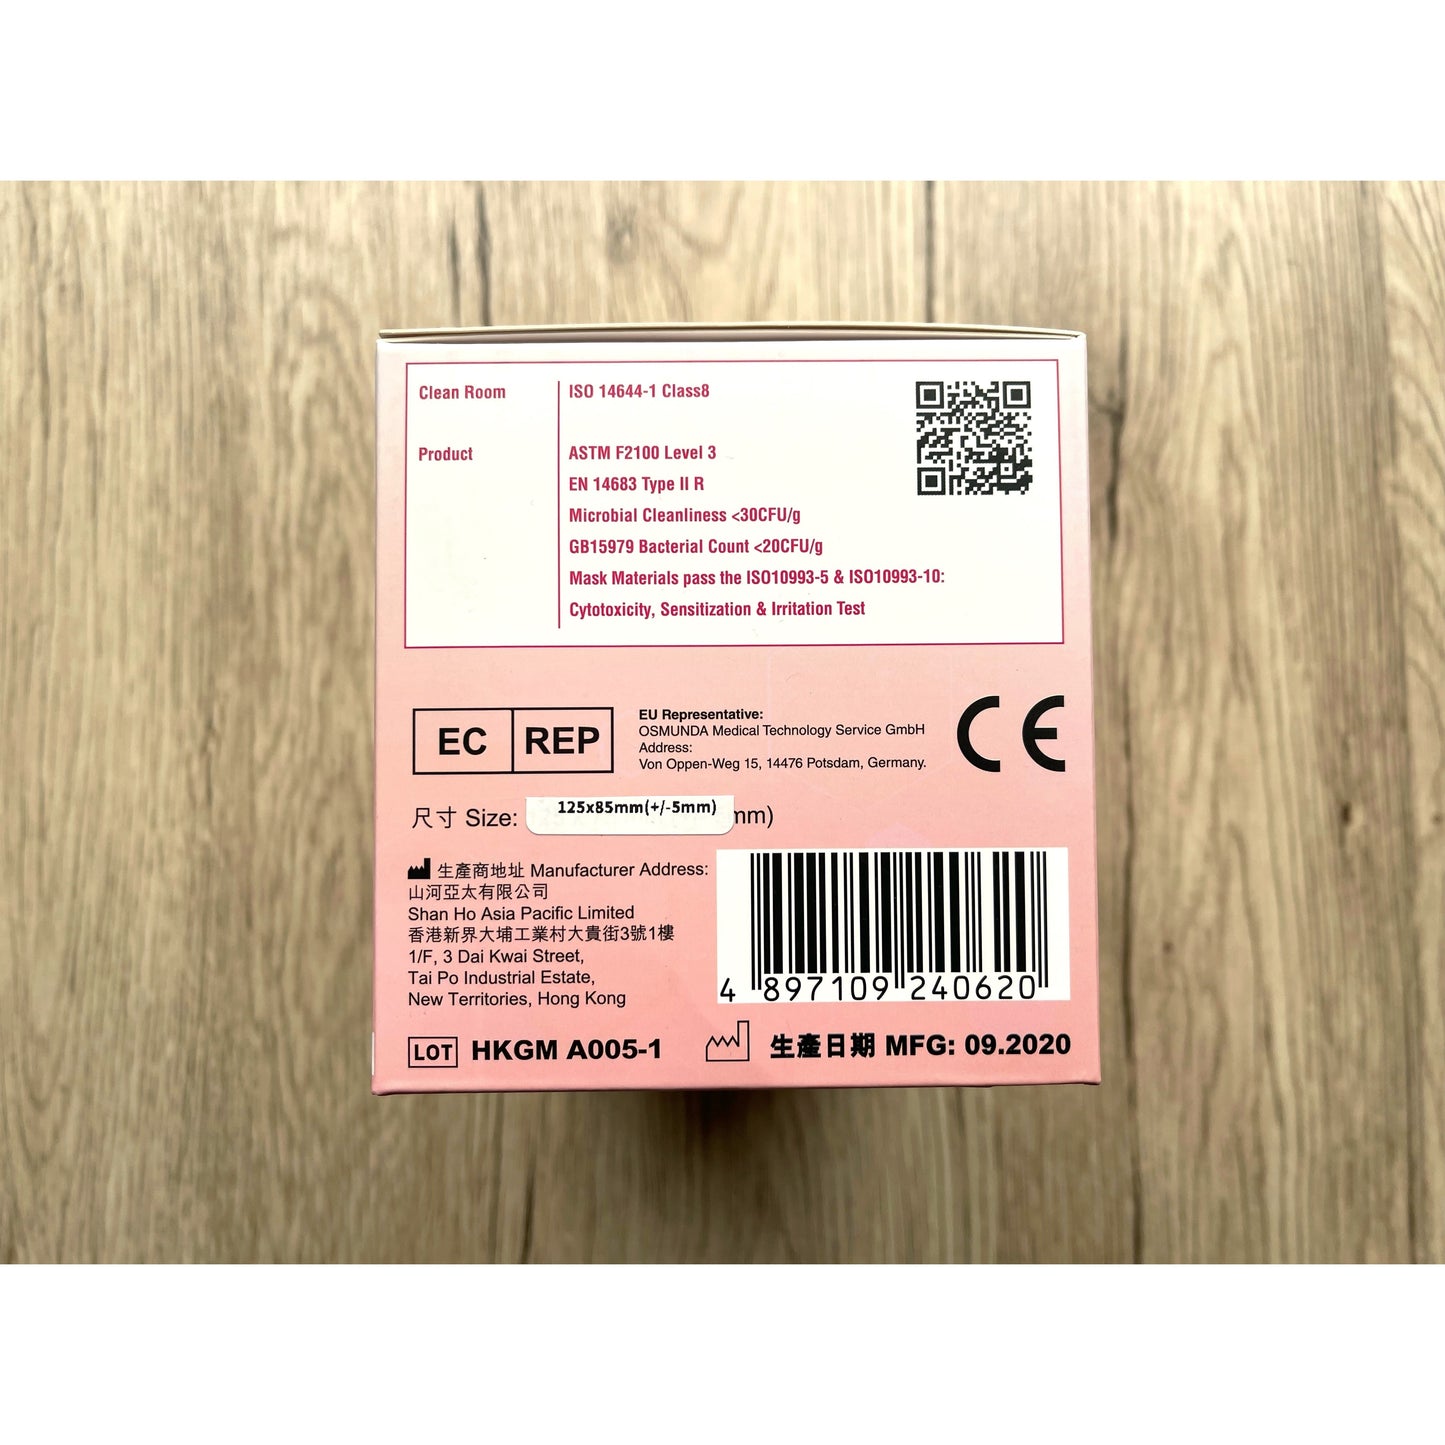 Clean Room
ISO 14644-1 Class8
Product
ASTM F2100 Level 3
EN 14683 Type II R
Microbial Cleanliness <30CFU/g
GB15979 Bacterial Count <20CFU/g
Mask Materials pass the ISO10993-5 & ISO10993-10:
Cytotoxicity, Sensitization & Irritation Test
EC REP
EU Representative:
OSMUNDA Medical Technology Service GmbH
Address:
Von Oppen-Weg 15, 14476 Potsdam, Germany.
CE
尺寸 Size: 125x85mm(+/-5mm) mm)
生產商地址 Manufacturer Address:
山河亞太有限公司
Shan Ho Asia Pacific Limited
香港新界大埔工業村大貴街3號1樓
1/F, 3 Dai Kwai Street,
Tai Po Industrial Estate,
New Territories, Hong Kong
4 897109 240620
LOT HKGM A005-1
生產日期 MFG: 09.2020